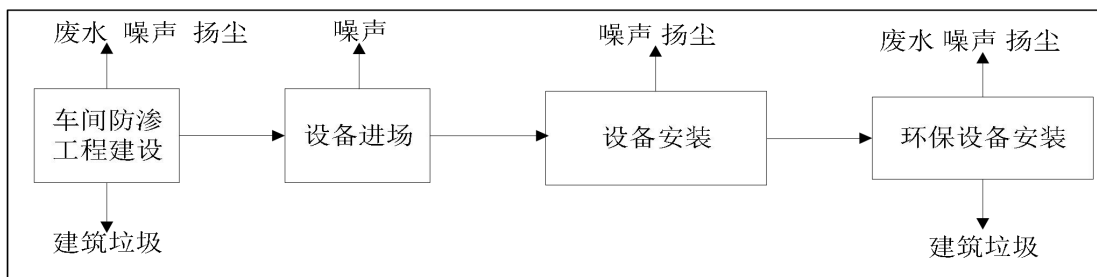 废水 噪声 扬尘
噪声
噪声 扬尘
废水 噪声 扬尘
车间防渗
工程建设
设备进场
设备安装
环保设备安装
建筑垃圾
建筑垃圾